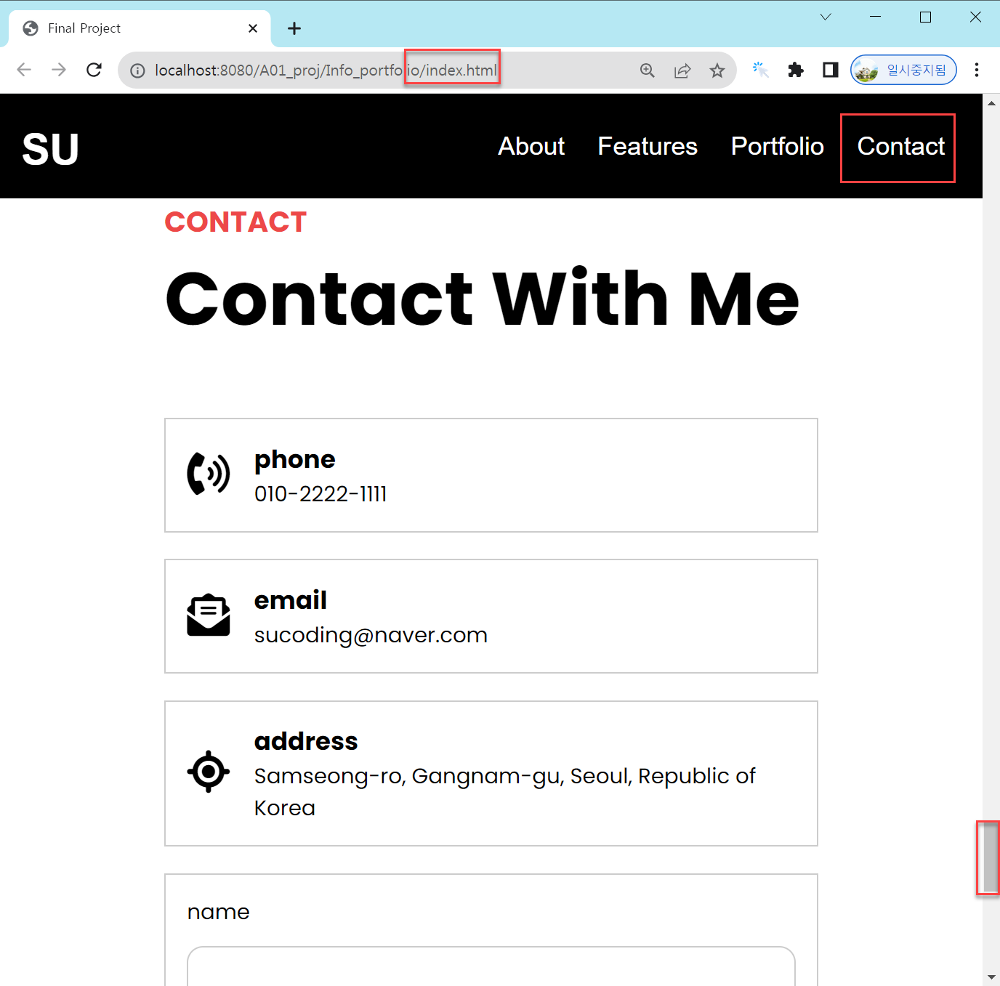 Final Project
localhost:8080/A01_proj/Info_portfolio/index.html
일시중지됨
SU
About Features Portfolio Contact
CONTACT
Contact With Me
phone
010-2222-1111
email
sucoding@naver.com
address
Samseong-ro, Gangnam-gu, Seoul, Republic of
Korea
name